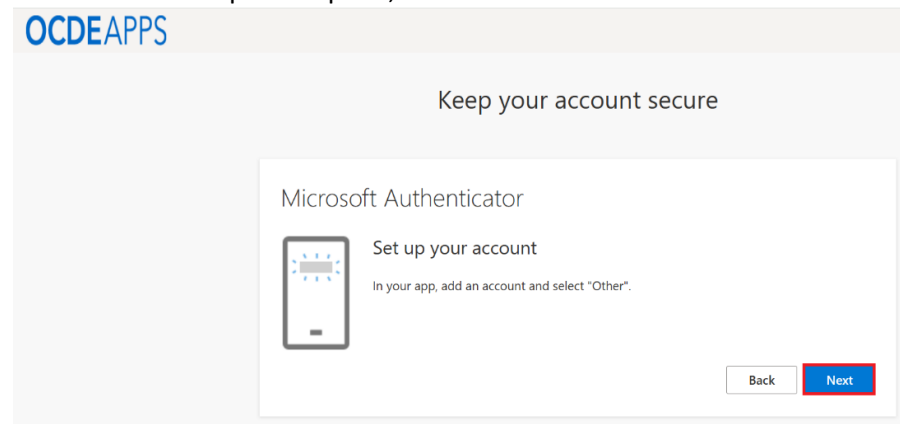 OCDEAPPS
Keep your account secure
Microsoft Authenticator
Set up your account
In your app, add an account and select "Other".
Back Next